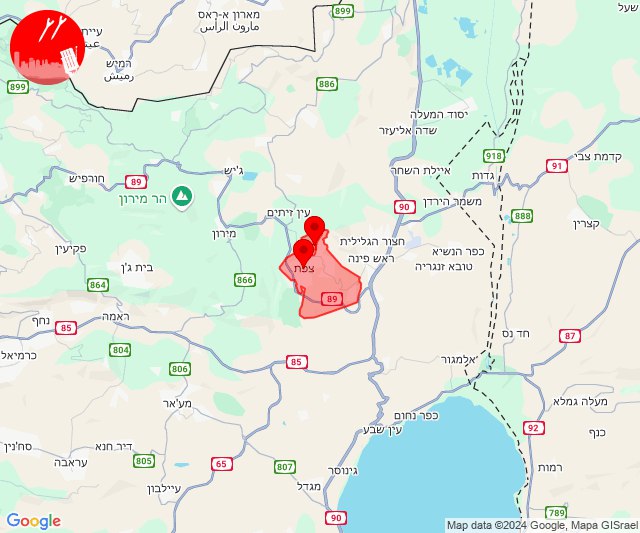 שעל
מארון א-ראס
مارون الرأس
899
899
רמיש
رميش
886
יסוד המעלה
שדה אליעזר
918
קדמת צבי
91
ג'יש
איילת השחר
גדות
חורפיש
89
הר מירון
90
משמר הירדן
888
קצרין
עין זיתים
מירון
פקיעין
חצור הגלילית
ראש פינה
כפר הנשיא
טובא זנגריה
בית ג'ן
צפת
866
864
89
ראמה
נחף
85
87
חד נס
כרמיאל
804
85
806
אלמגור
מע'אר
כפר נחום
מעלה גמלא
עין שבע
92
כנף
סח'נין
דיר חנא
עראבה
805
65
807
גינוסר
רמות
עיילבון
מגדל
90
789
Google
Map data ©2024 Google, Mapa GISrael